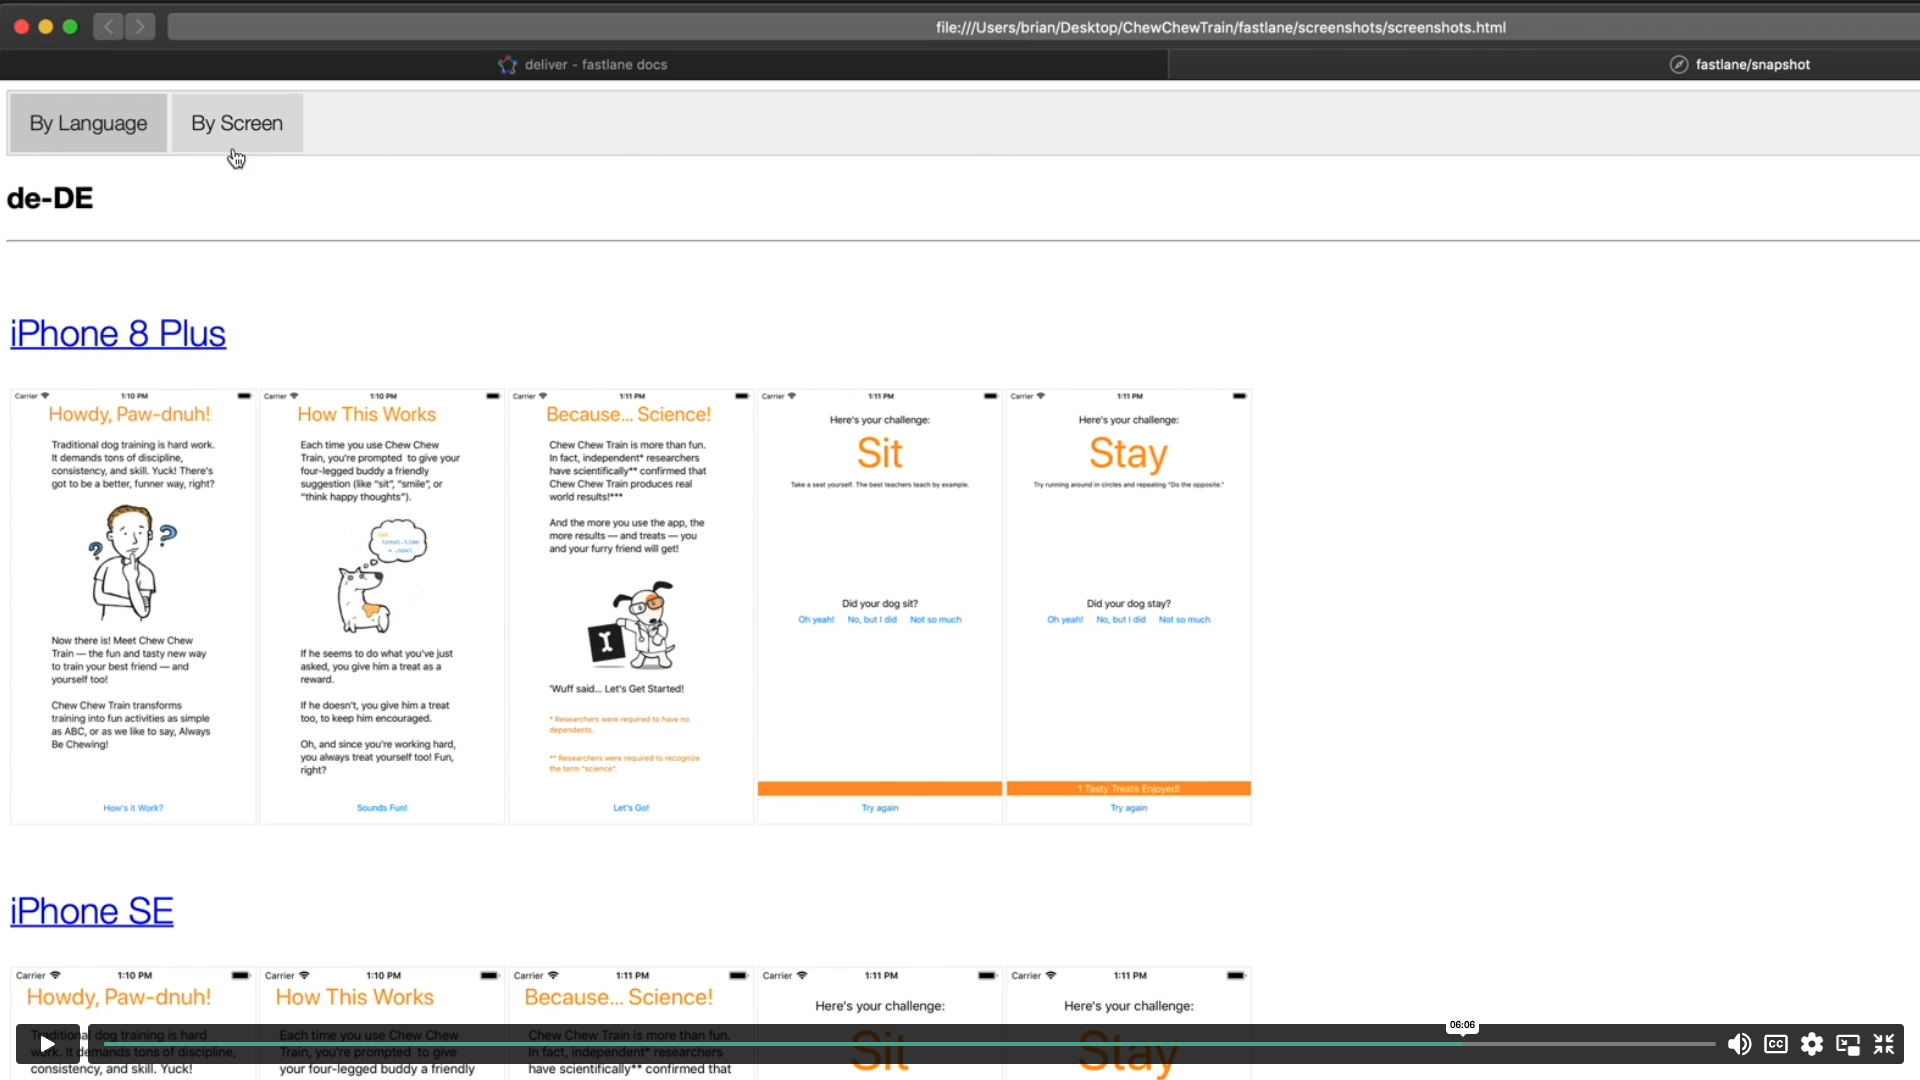 file:///Users/brian/Desktop/ChewChewTrain/fastlane/screenshots/screenshots.html
deliver - fastlane docs
fastlane/snapshot
By Language
By Screen
de-DE
iPhone 8 Plus
Carrier
1:10 PM
Howdy, Paw-dnuh!
Traditional dog training is hard work.
It demands tons of discipline,
consistency, and skill. Yuck! There's
got to be a better, funner way, right?
Now there is! Meet Chew Chew
Train — the fun and tasty new way
to train your best friend — and
yourself too!
Chew Chew Train transforms
training into fun activities as simple
as ABC, or as we like to say, Always
Be Chewing!
How's it Work?
Carrier
1:10 PM
How This Works
Each time you use Chew Chew
Train, you're prompted to give your
four-legged buddy a friendly
suggestion (like "sit", "smile", or
"think happy thoughts").
treat.time
= .now!
If he seems to do what you've just
asked, you give him a treat as a
reward.
If he doesn't, you give him a treat
too, to keep him encouraged.
Oh, and since you're working hard,
you always treat yourself too! Fun,
right?
Sounds Fun!
Carrier
1:11 PM
Because... Science!
Chew Chew Train is more than fun.
In fact, independent* researchers
have scientifically** confirmed that
Chew Chew Train produces real
world results!***
And the more you use the app, the
more results — and treats — you
and your furry friend will get!
'Wuff said... Let's Get Started!
* Researchers were required to have no
dependents.
** Researchers were required to recognize
the term "science".
Let's Go!
Carrier
1:11 PM
Here's your challenge:
Sit
Take a seat yourself. The best teachers teach by example.
Did your dog sit?
Oh yeah! No, but I did Not so much
Try again
Carrier
1:11 PM
Here's your challenge:
Stay
Try running around in circles and repeating "Do the opposite."
Did your dog stay?
Oh yeah! No, but I did Not so much
1 Tasty Treats Enjoyed!
Try again
iPhone SE
Carrier
1:10 PM
Howdy, Paw-dnuh!
Traditional dog training is hard
work. It demands tons of discipline,
consistency, and skill. Yuck!
Carrier
1:10 PM
How This Works
Each time you use Chew Chew
Train, you're prompted to give
your four-legged buddy a friendly
Carrier
1:11 PM
Because... Science!
Chew Chew Train is more than fun.
In fact, independent* researchers
have scientifically** confirmed that
Carrier
1:11 PM
Here's your challenge:
Sit
Carrier
1:11 PM
Here's your challenge:
Stay
06:06
CC